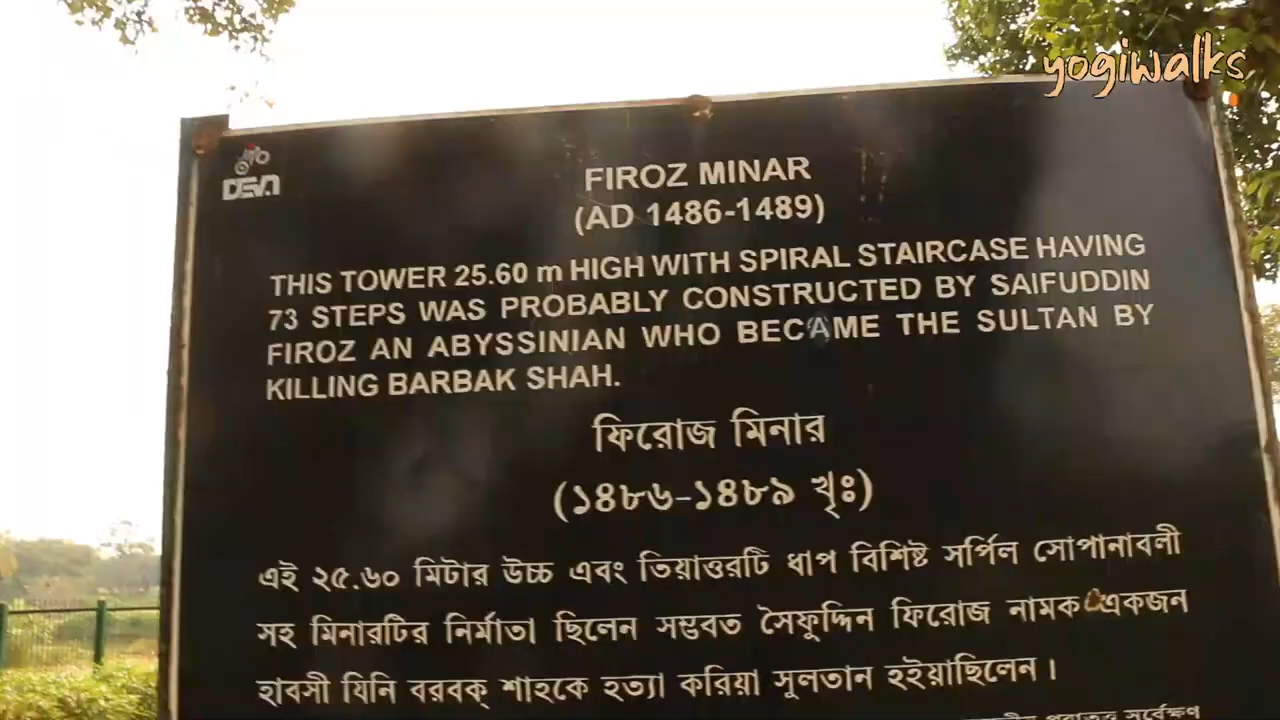 yogiwalks
FIROZ MINAR
(AD 1486-1489)
THIS TOWER 25.60 m HIGH WITH SPIRAL STAIRCASE HAVING
73 STEPS WAS PROBABLY CONSTRUCTED BY SAIFUDDIN
FIROZ AN ABYSSINIAN WHO BECAME THE SULTAN BY
KILLING BARBAK SHAH.
ফিরোজ মিনার
(১৪৮৬-১৪৮৯ খৃঃ)
এই ২৫.৬০ মিটার উচ্চ এবং তিয়াত্তরটি ধাপ বিশিষ্ট সর্পিল সোপানাবলী
সহ মিনারটির নির্মাতা ছিলেন সম্ভবত সৈফুদ্দিন ফিরোজ নামক একজন
হাবসী যিনি বরবক্ শাহকে হত্যা করিয়া সুলতান হইয়াছিলেন।